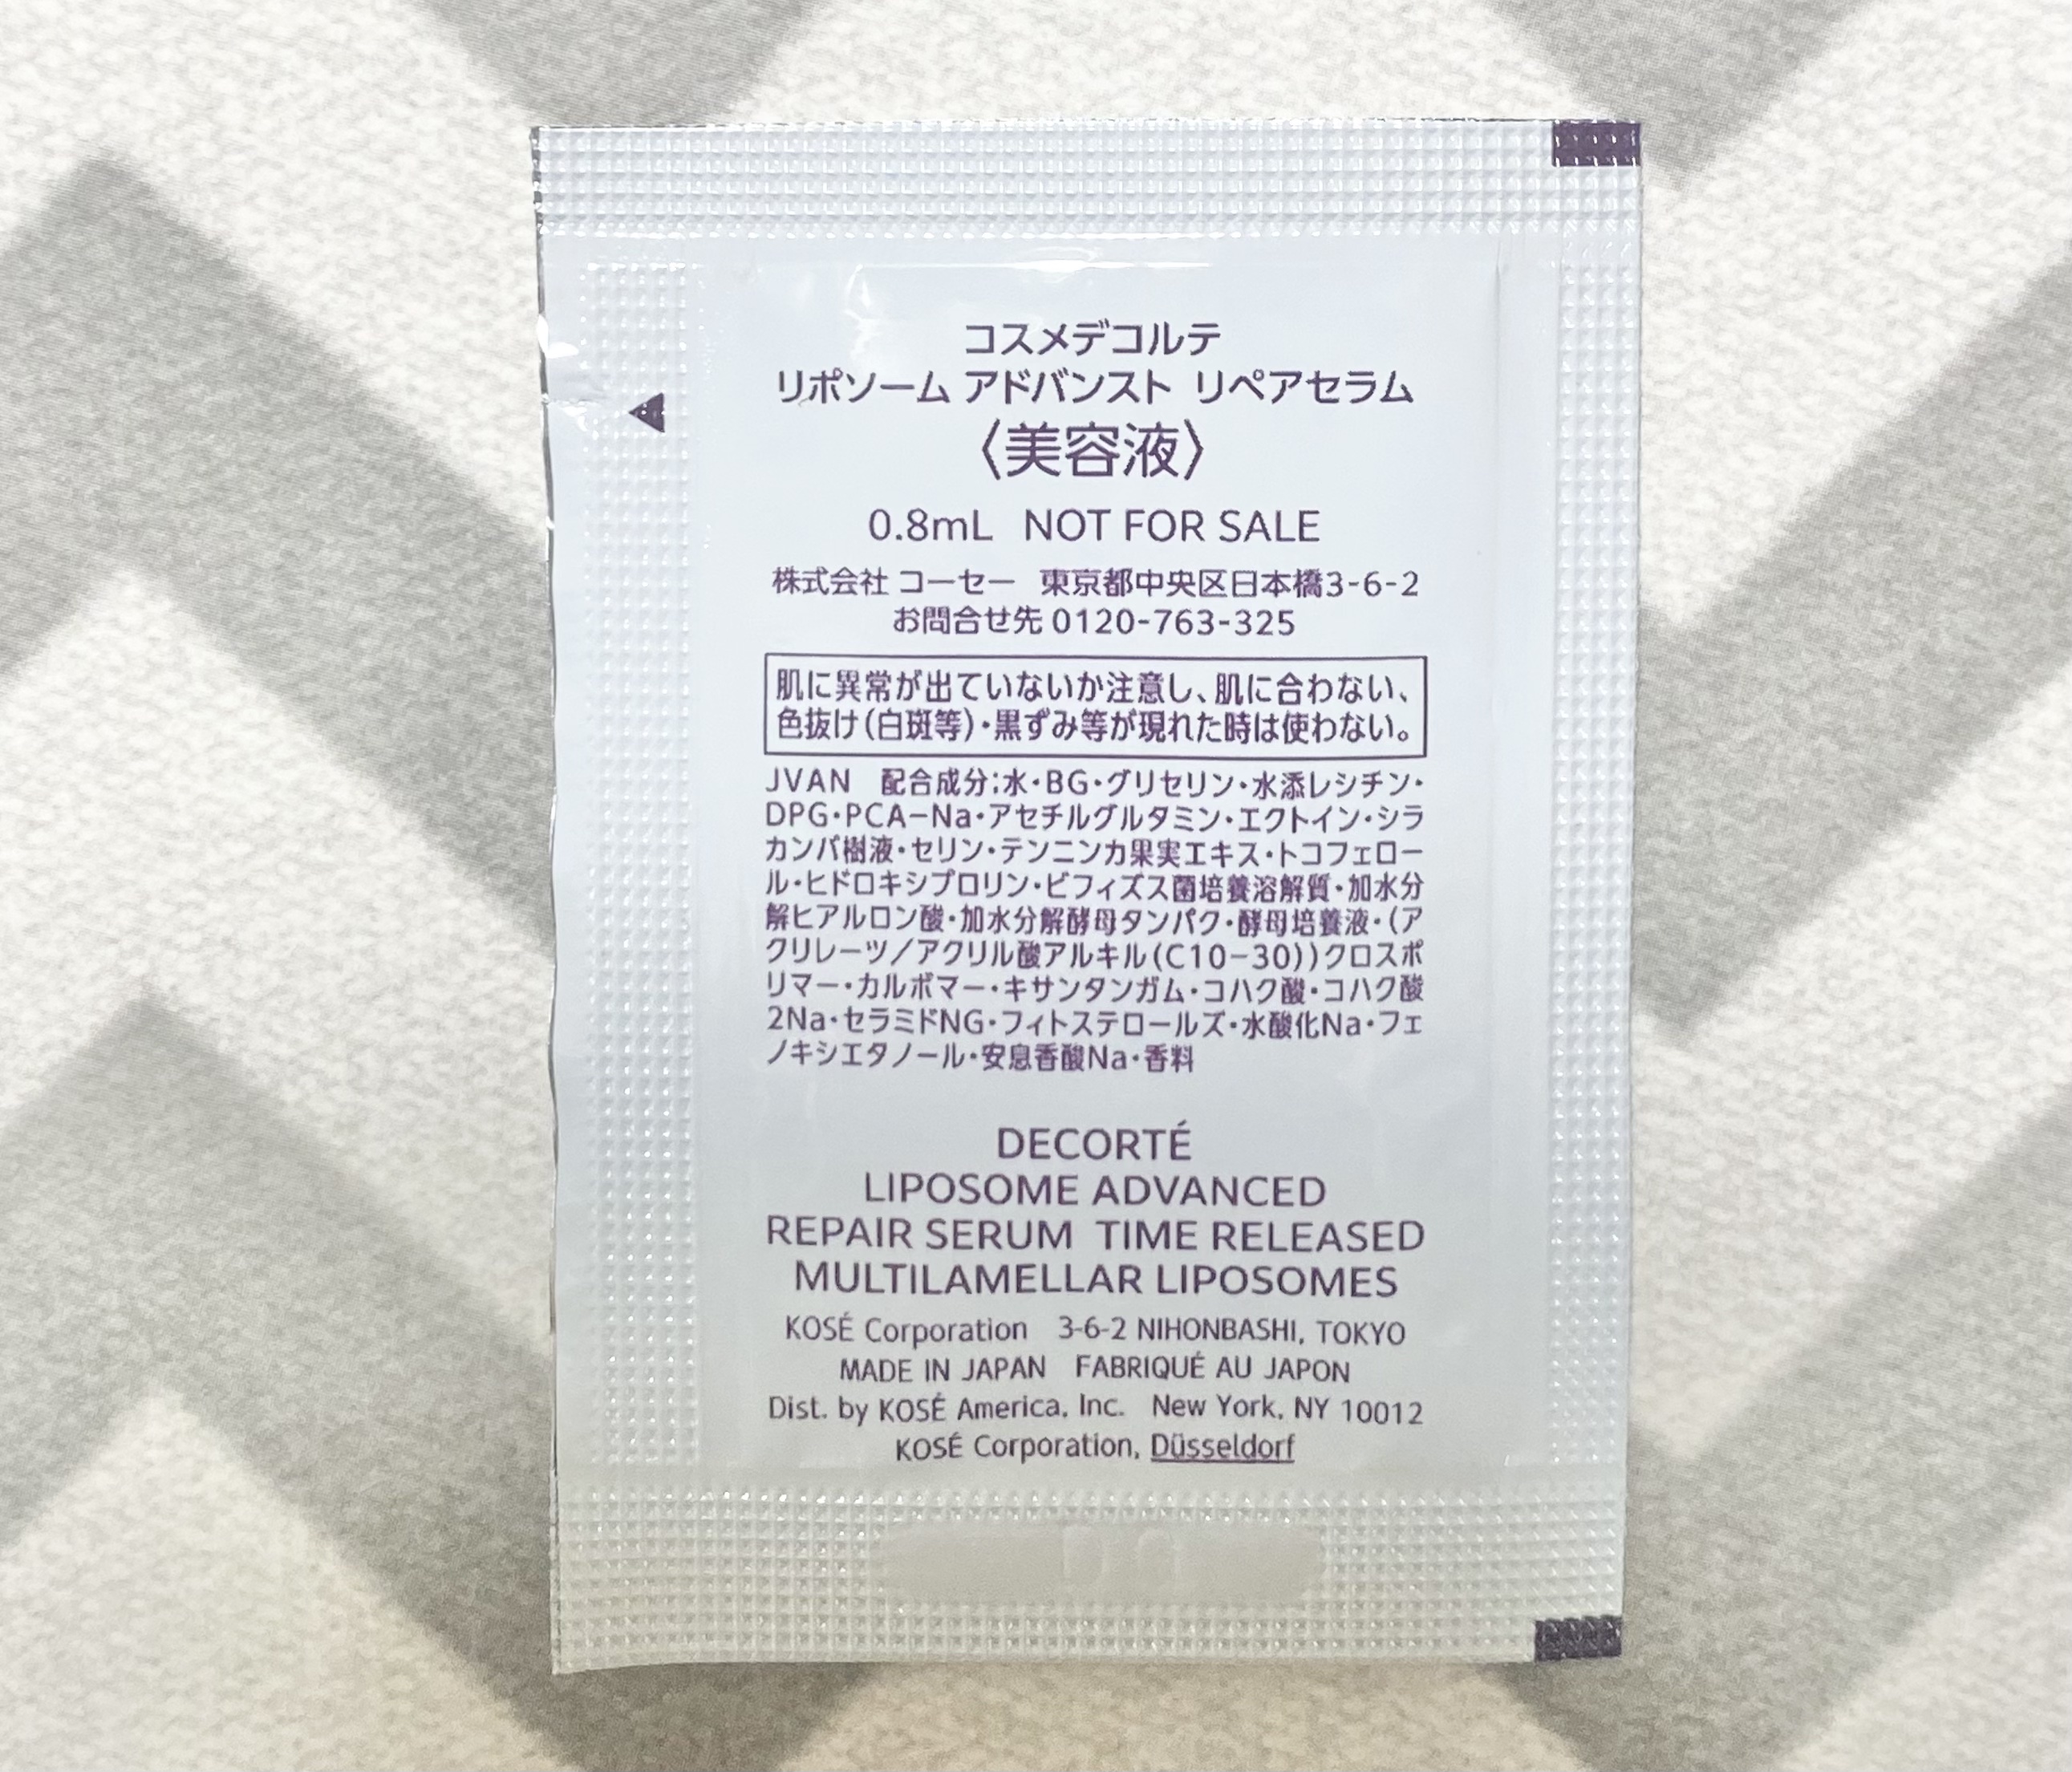 コスメデコルテ
リポソーム アドバンスト リペアセラム
〈美容液〉
0.8mL NOT FOR SALE
株式会社 コーセー 東京都中央区日本橋3-6-2
お問合せ先 0120-763-325
肌に異常が出ていないか注意し、肌に合わない、
色抜け(白斑等)・黒ずみ等が現れた時は使わない。
JVAN 配合成分:水・BG・グリセリン・水添レシチン・
DPG・PCA−Na・アセチルグルタミン・エクトイン・シラ
カンバ樹液・セリン・テンニンカ果実エキス・トコフェロー
ル・ヒドロキシプロリン・ビフィズス菌培養溶解質・加水分
解ヒアルロン酸・加水分解酵母タンパク・酵母培養液・(ア
クリレーツ/アクリル酸アルキル(C10−30))クロスポ
リマー・カルボマー・キサンタンガム・コハク酸・コハク酸
2Na・セラミドNG・フィトステロールズ・水酸化Na・フェ
ノキシエタノール・安息香酸Na・香料
DECORTÉ
LIPOSOME ADVANCED
REPAIR SERUM TIME RELEASED
MULTILAMELLAR LIPOSOMES
KOSÉ Corporation 3-6-2 NIHONBASHI, TOKYO
MADE IN JAPAN FABRIQUÉ AU JAPON
Dist. by KOSÉ America, Inc. New York, NY 10012
KOSÉ Corporation, Düsseldorf